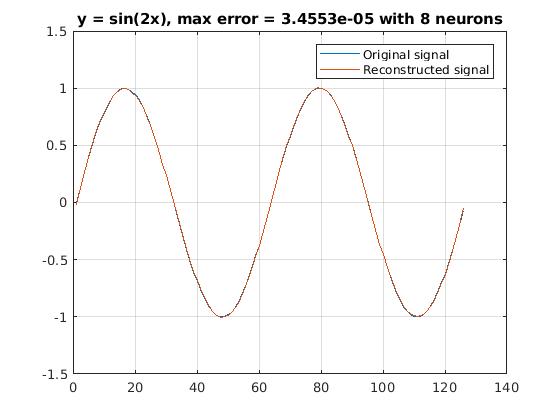 y = sin(2x), max error = 3.4553e-05 with 8 neurons
1.5
Original signal
Reconstructed signal
1
0.5
0
-0.5
-1
-1.5
0 20 40 60 80 100 120 140